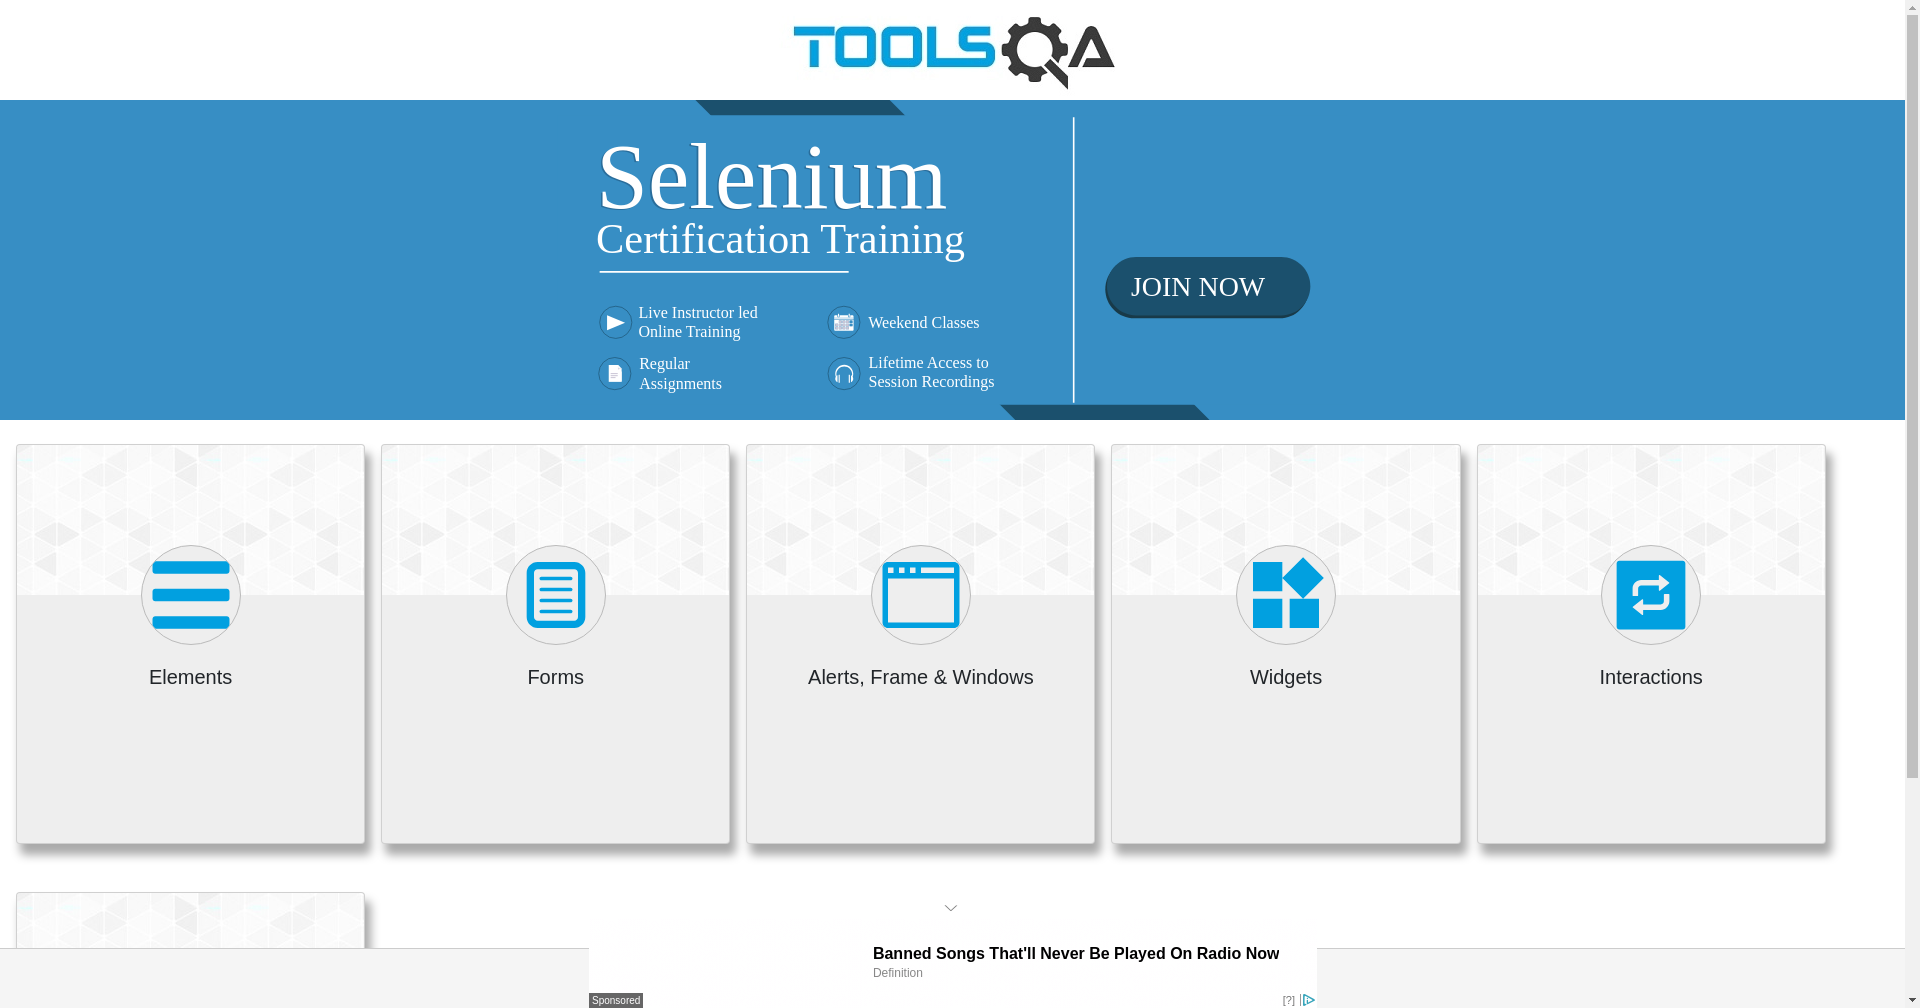 TOOLSQA
Selenium
Certification Training
Live Instructor led
Online Training
Weekend Classes
Regular
Assignments
Lifetime Access to
Session Recordings
JOIN NOW
Elements
Forms
Alerts, Frame & Windows
Widgets
Interactions
Banned Songs That'll Never Be Played On Radio Now
Definition
Sponsored
[?]